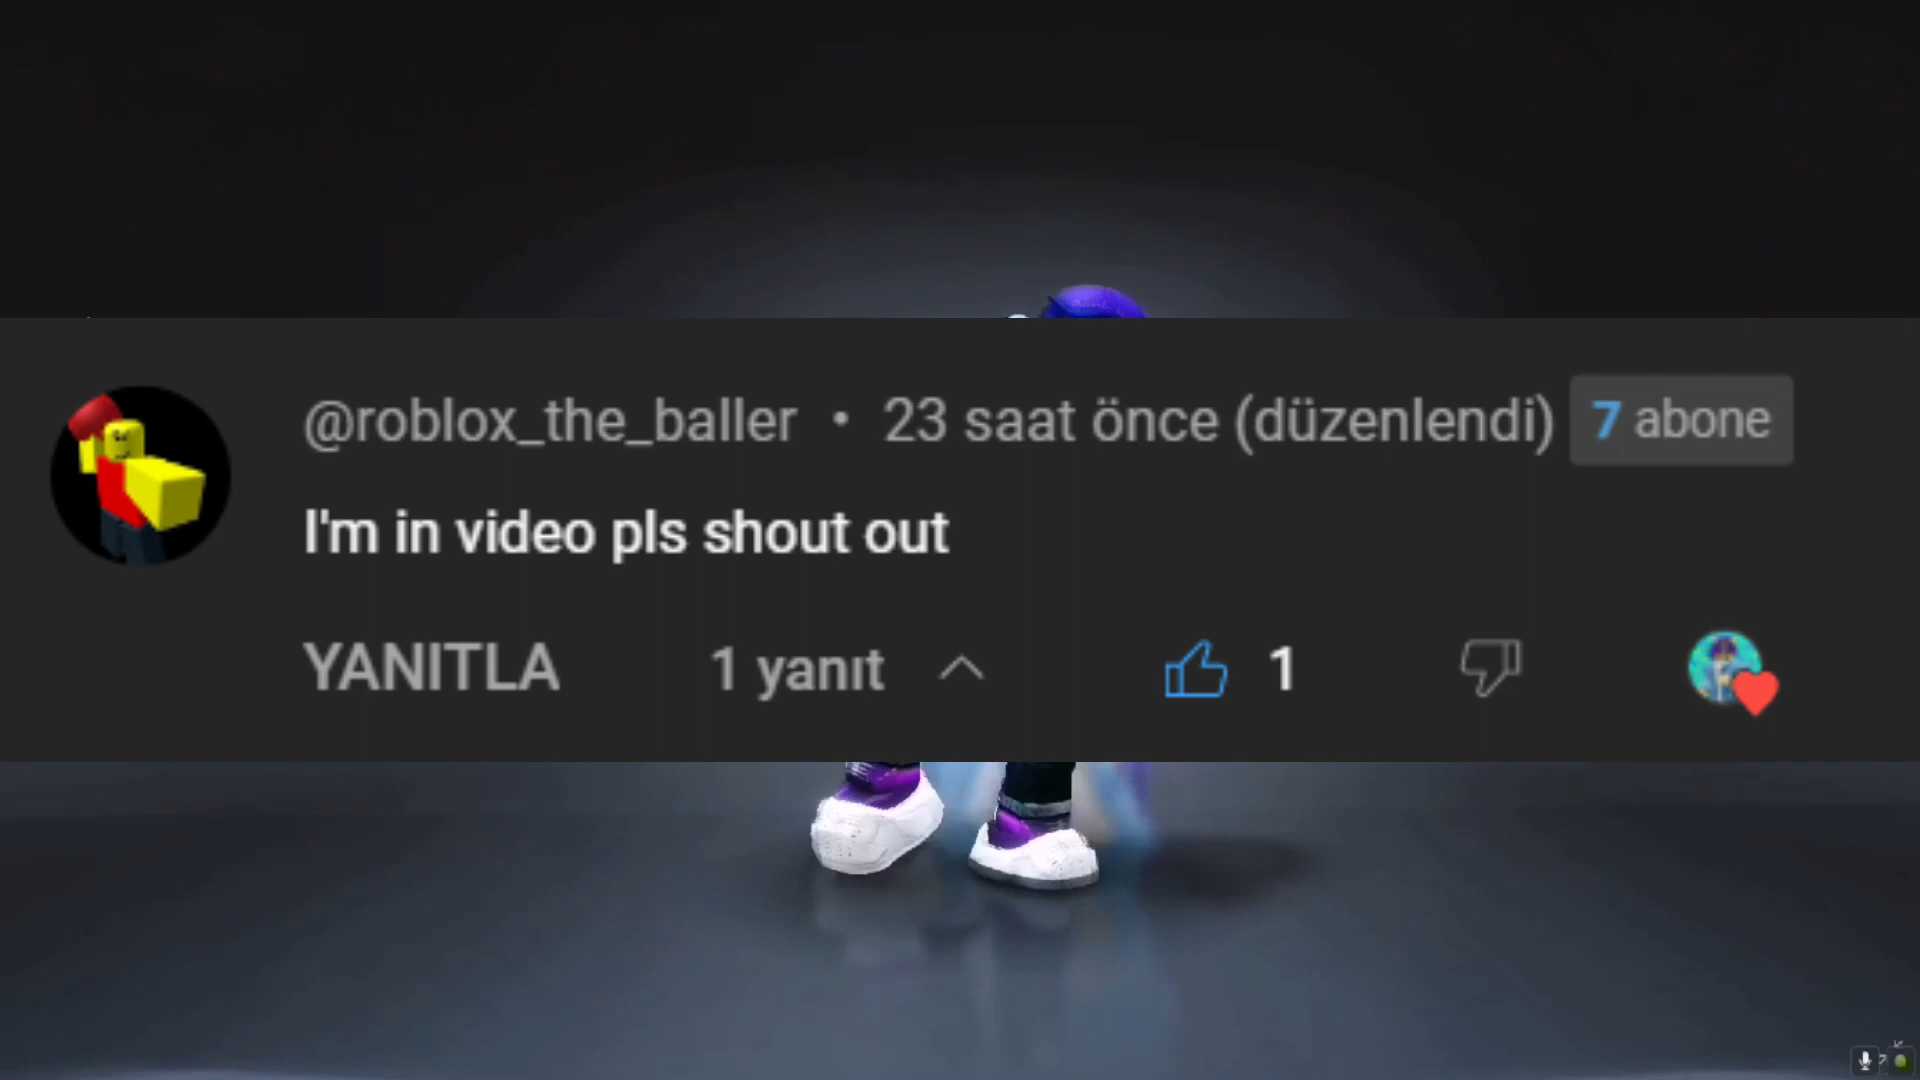 @roblox_the_baller • 23 saat önce (düzenlendi) 7 abone
I'm in video pls shout out
YANITLA 1 yanıt 1